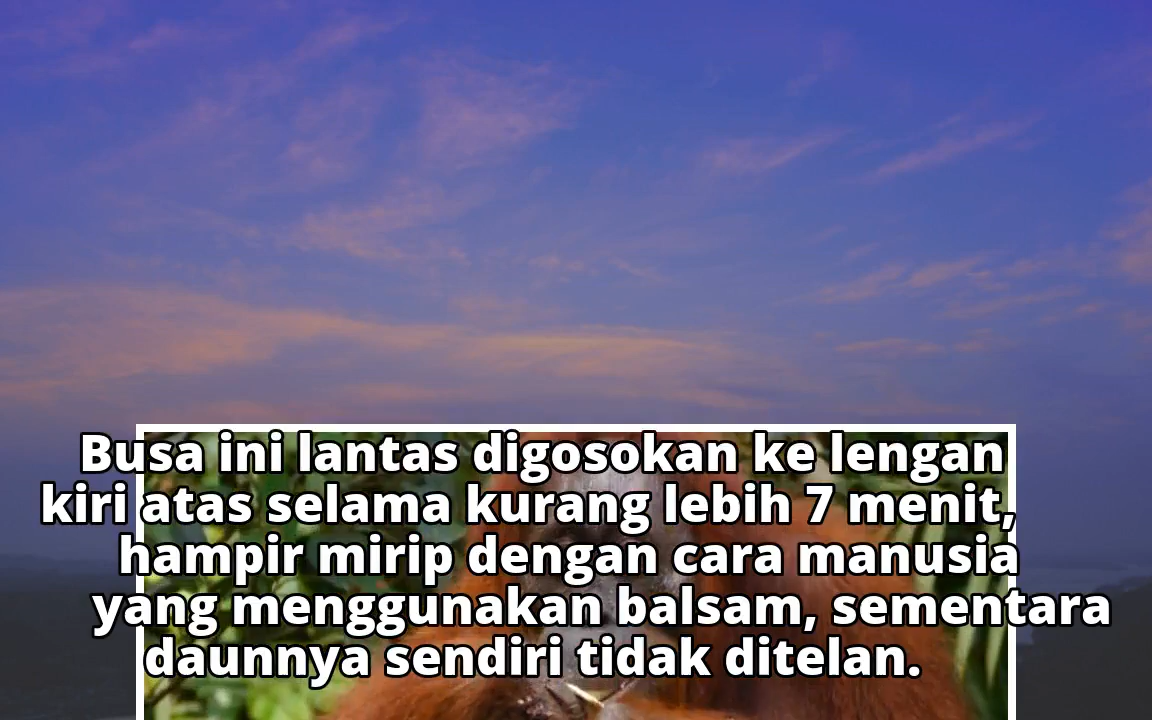 Busa ini lantas digosokan ke lengan
kiri atas selama kurang lebih 7 menit,
hampir mirip dengan cara manusia
yang menggunakan balsam, sementara
daunnya sendiri tidak ditelan.